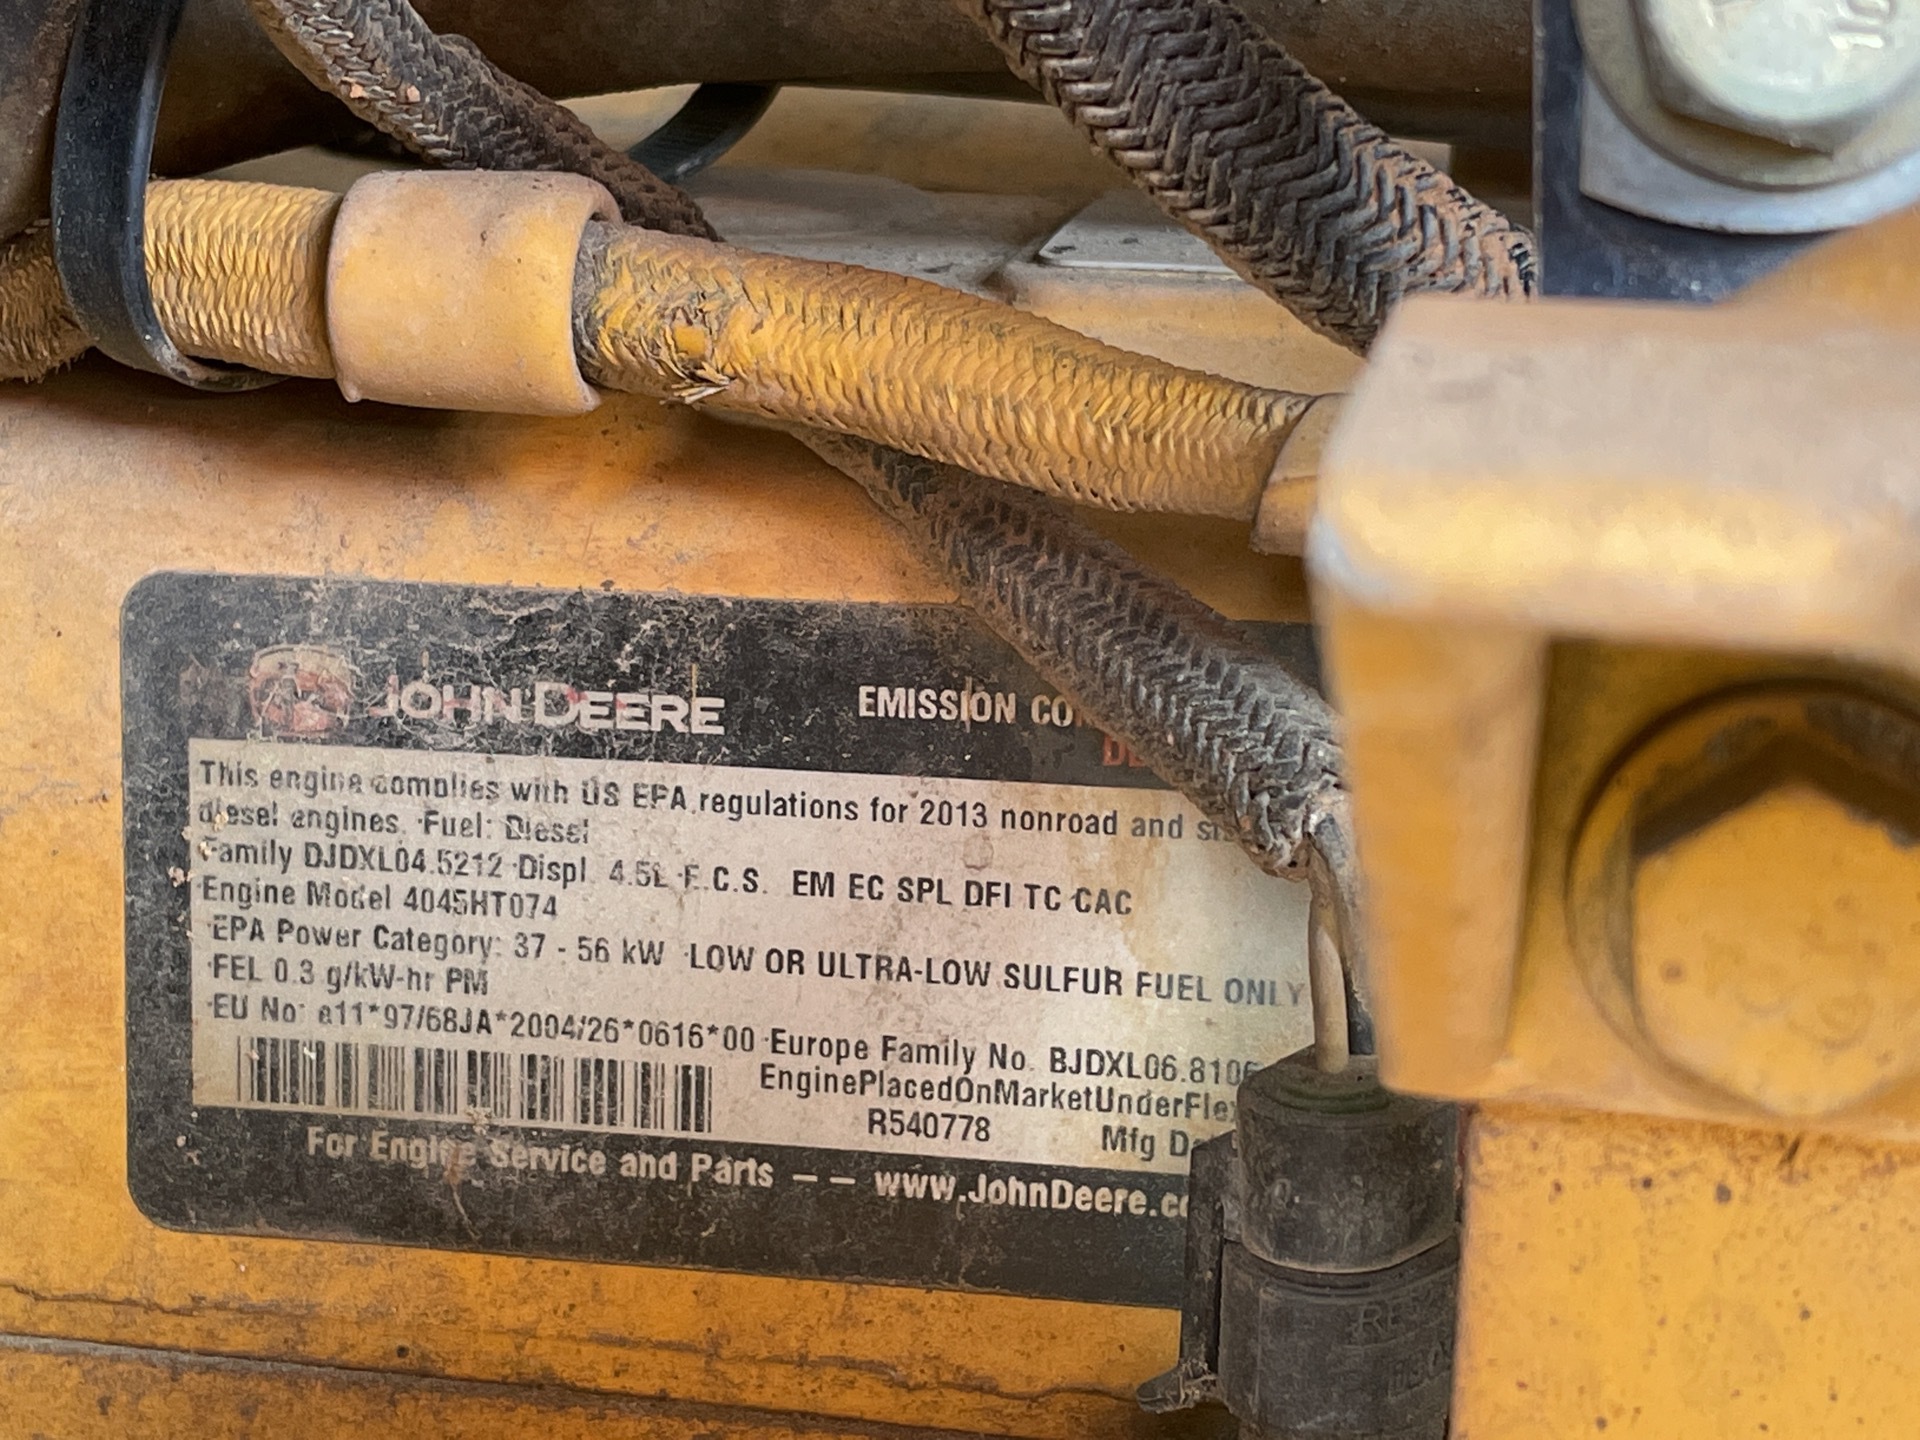 JOHN DEERE
EMISSION CO
This engine complies with US EPA regulations for 2013 nonroad and
diesel engines. ·Fuel: Diesel
Family DJDXL04.5212 ·Displ. 4.5L ·E.C.S. EM EC SPL DFI TC CAC
Engine Model 4045HT074
·EPA Power Category: 37 - 56 kW ·LOW OR ULTRA-LOW SULFUR FUEL ONLY
·FEL 0.3 g/kW-hr PM
·EU No: e11*97/68JA*2004/26*0616*00 ·Europe Family No. BJDXL06.8106
EnginePlacedOnMarketUnderFle
R540778 Mfg D
For Engine Service and Parts – – www.JohnDeere.co